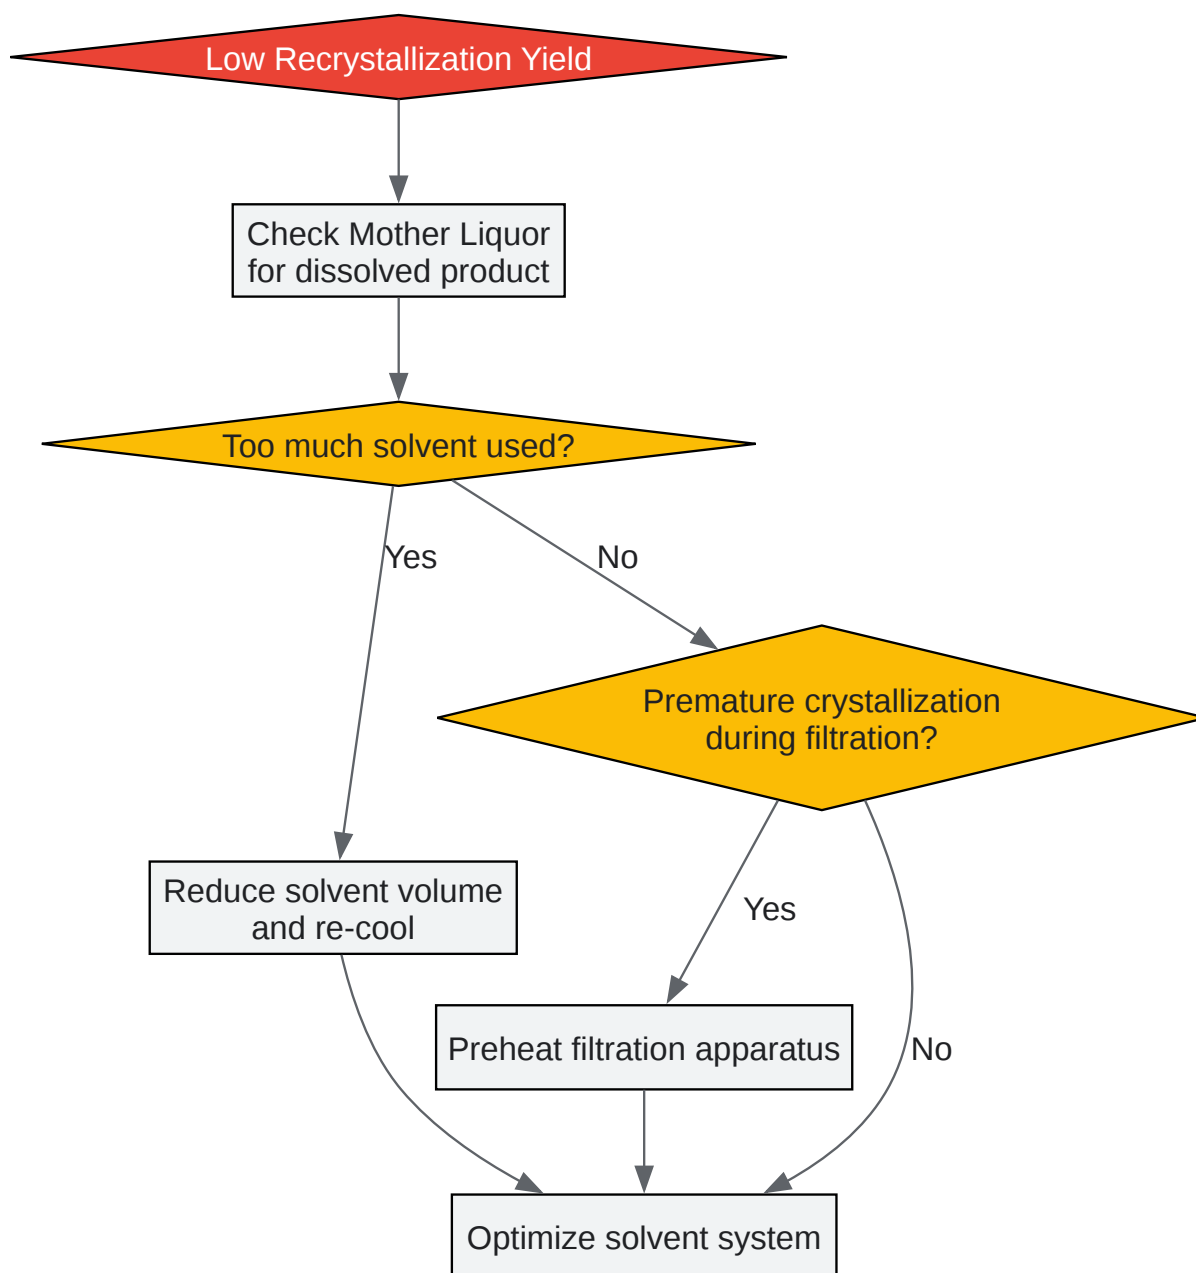 Low Recrystallization Yield
Check Mother Liquor
for dissolved product
Too much solvent used?
Yes
No
Premature crystallization
during filtration?
Reduce solvent volume
and re-cool
Yes
Preheat filtration apparatus
No
Optimize solvent system